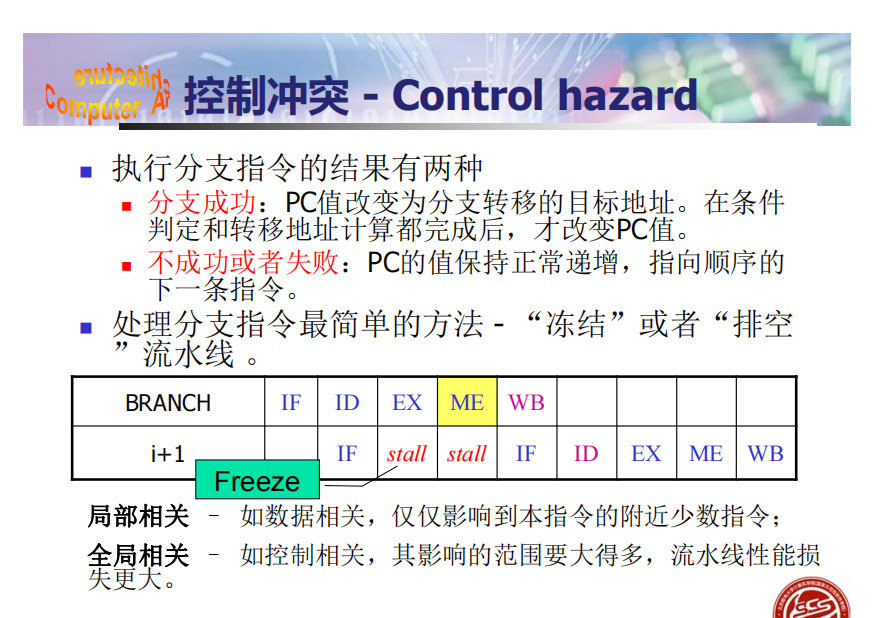 Computer Architecture
控制冲突 - Control hazard
执行分支指令的结果有两种
分支成功：PC值改变为分支转移的目标地址。在条件
判定和转移地址计算都完成后，才改变PC值。
不成功或者失败：PC的值保持正常递增，指向顺序的
下一条指令。
处理分支指令最简单的方法 - “冻结”或者“排空
”流水线 。
BRANCH IF ID EX ME WB
i+1 IF stall stall IF ID EX ME WB
Freeze
局部相关 － 如数据相关，仅仅影响到本指令的附近少数指令；
全局相关 － 如控制相关，其影响的范围要大得多，流水线性能损
失更大。